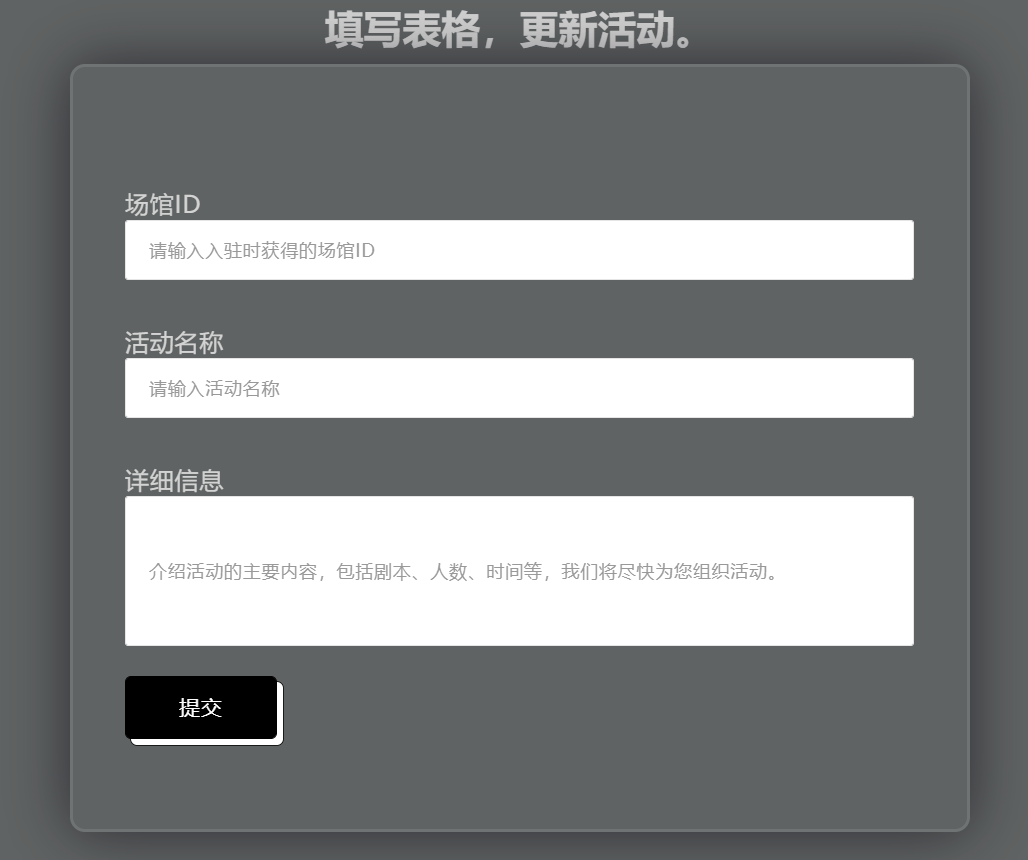 填写表格，更新活动。
场馆ID
请输入入驻时获得的场馆ID
活动名称
请输入活动名称
详细信息
介绍活动的主要内容，包括剧本、人数、时间等，我们将尽快为您组织活动。
提交